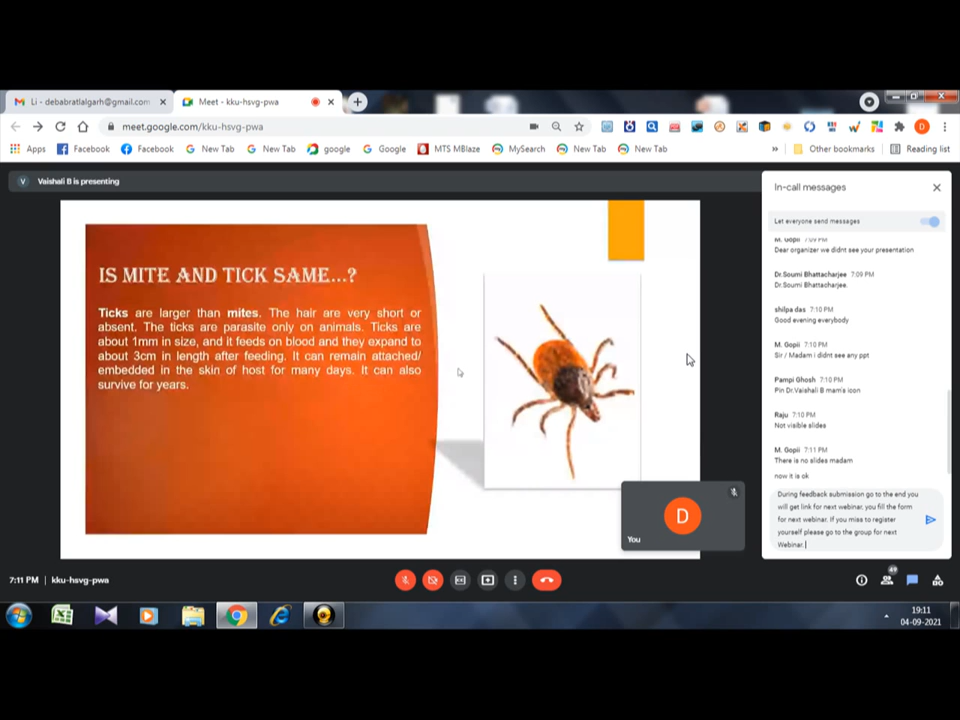 Li - debabratlalgarh@gmail.com
Meet - kku-hsvg-pwa
meet.google.com/kku-hsvg-pwa
D
Apps
Facebook
Facebook
New Tab
New Tab
google
Google
MTS MBlaze
MySearch
New Tab
New Tab
»
Other bookmarks
Reading list
V
Vaishali B is presenting
IS MITE AND TICK SAME...?
Ticks are larger than mites. The hair are very short or
absent. The ticks are parasite only on animals. Ticks are
about 1mm in size, and it feeds on blood and they expand to
about 3cm in length after feeding. It can remain attached/
embedded in the skin of host for many days. It can also
survive for years.
D
You
In-call messages
Let everyone send messages
M. Gopii 7:09 PM
Dear organizer we didnt see your presentation
Dr.Soumi Bhattacharjee 7:09 PM
Dr.Soumi Bhattacharjee.
shilpa das 7:10 PM
Good evening everybody
M. Gopii 7:10 PM
Sir / Madam i didnt see any ppt
Pampi Ghosh 7:10 PM
Pin Dr.Vaishali B mam's icon
Raju 7:10 PM
Not visible slides
M. Gopii 7:11 PM
There is no slides madam
now it is ok
During feedback submission go to the end you
will get link for next webinar, you fill the form
for next webinar. If you miss to register
yourself please go to the group for next
Webinar.
7:11 PM | kku-hsvg-pwa
49
19:11
04-09-2021